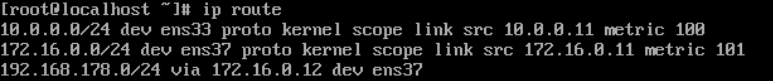 [root@localhost ~]# ip route
10.0.0.0/24 dev ens33 proto kernel scope link src 10.0.0.11 metric 100
172.16.0.0/24 dev ens37 proto kernel scope link src 172.16.0.11 metric 101
192.168.178.0/24 via 172.16.0.12 dev ens37